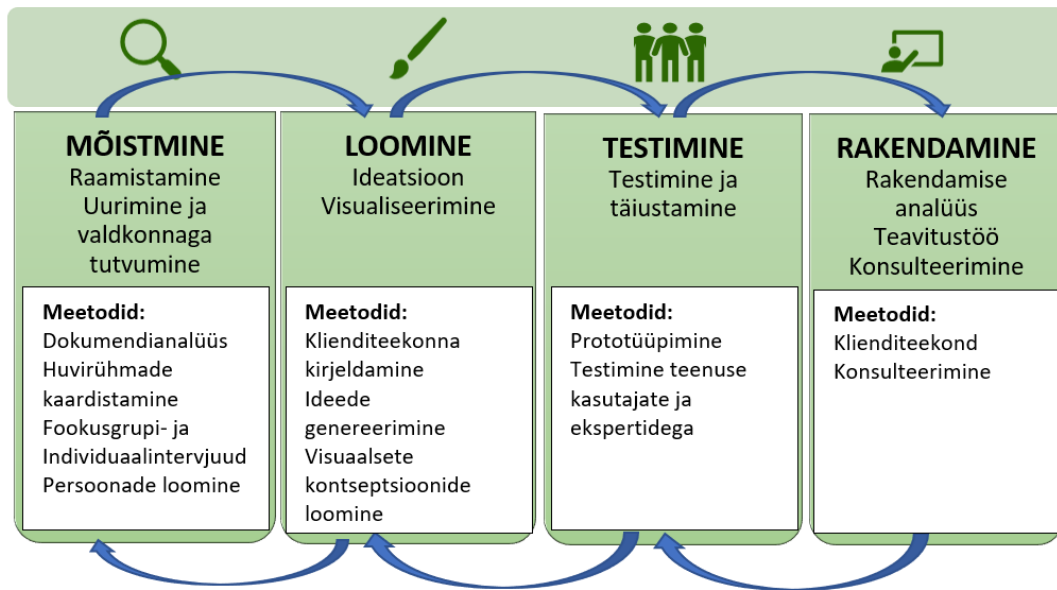 MÕISTMINE
Raamistamine
Uurimine ja
valdkonnaga
tutvumine
Meetodid:
Dokumendianalüüs
Huvirühmade
kaardistamine
Fookusgrupi- ja
Individuaalintervjuud
Persoonade loomine
LOOMINE
Ideatsioon
Visualiseerimine
Meetodid:
Klienditeekonna
kirjeldamine
Ideede
genereerimine
Visuaalsete
kontseptsioonide
loomine
TESTIMINE
Testimine ja
täiustamine
Meetodid:
Prototüüpimine
Testimine teenuse
kasutajate ja
ekspertidega
RAKENDAMINE
Rakendamise
analüüs
Teavitustöö
Konsulteerimine
Meetodid:
Klienditeekond
Konsulteerimine